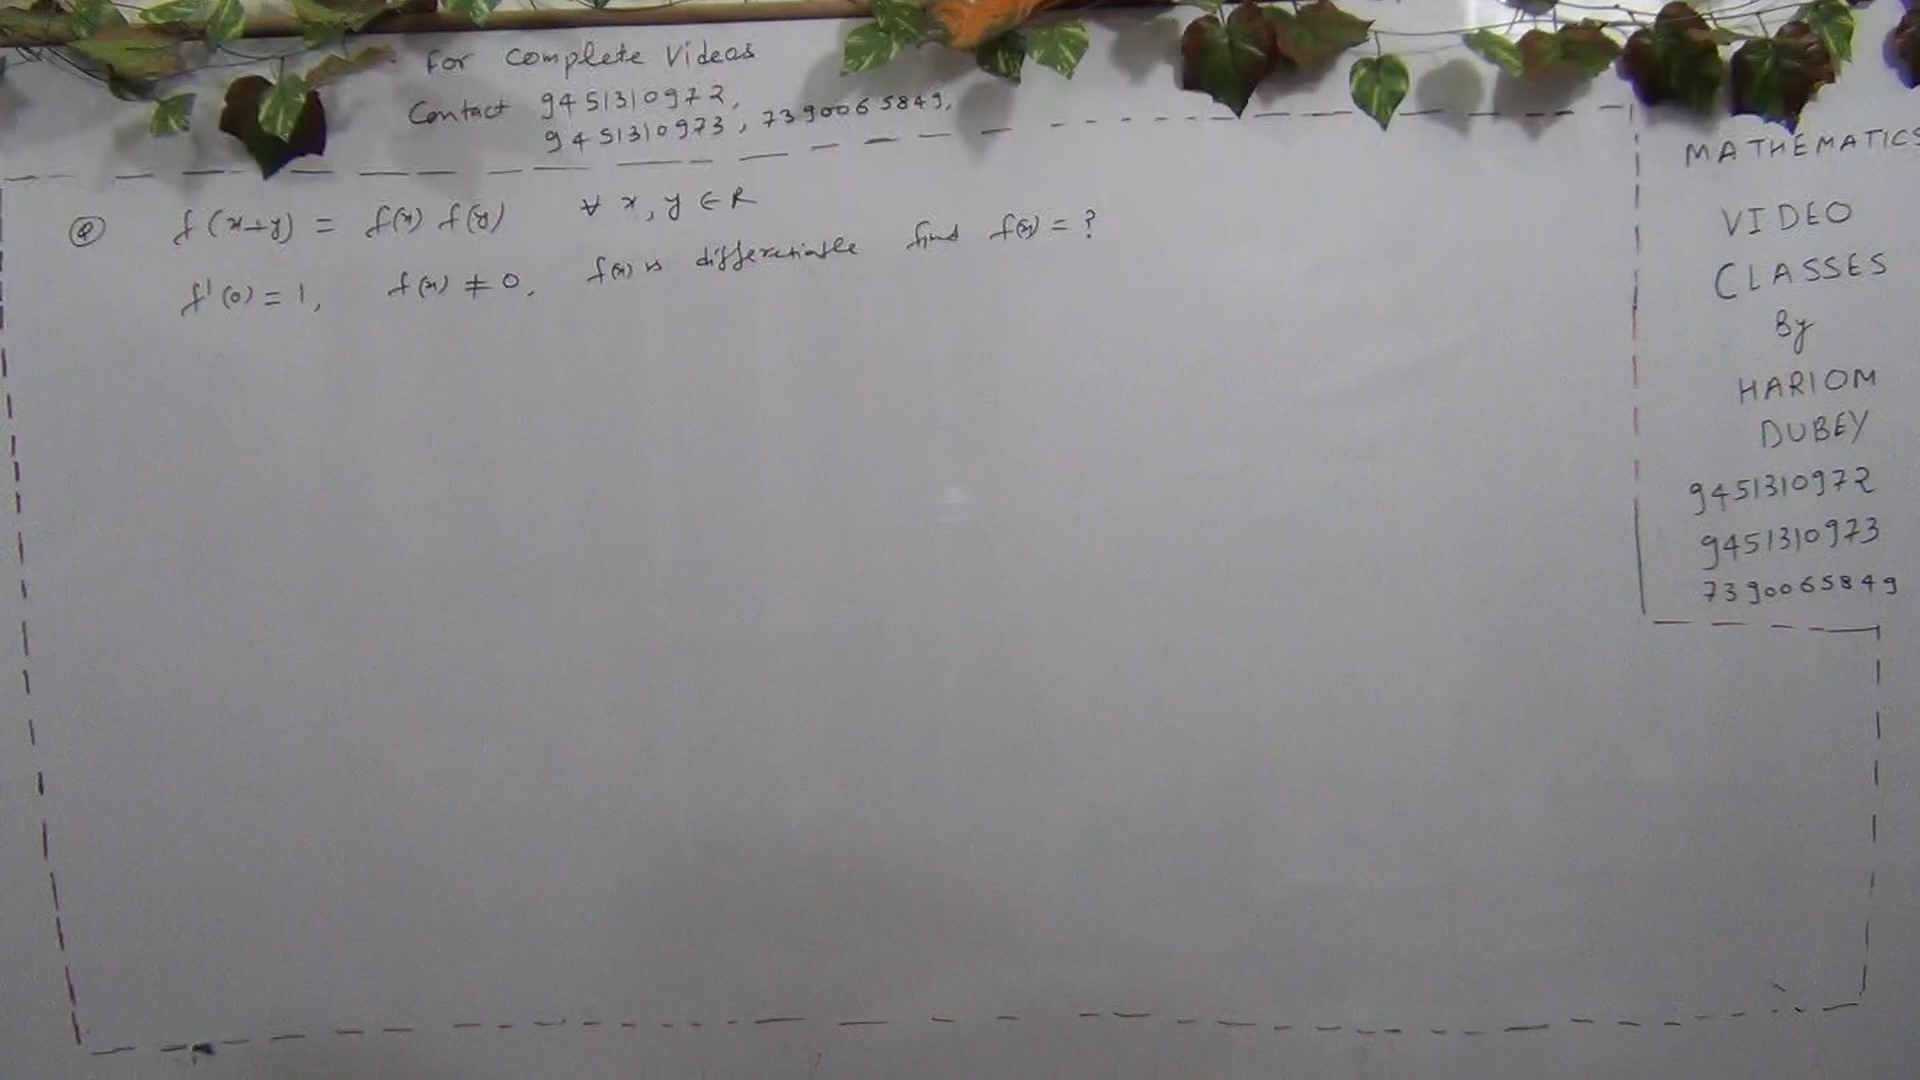 For Complete Videos
Contact 9451310972,
9451310973, 7390065849,
Q f(x+y) = f(x) f(y) ∀ x, y ∈ R
f'(0) = 1, f(x) ≠ 0, f(x) is differentiable find f(x) = ?
MATHEMATICS
VIDEO
CLASSES
By
HARIOM
DUBEY
9451310972
9451310973
7390065849